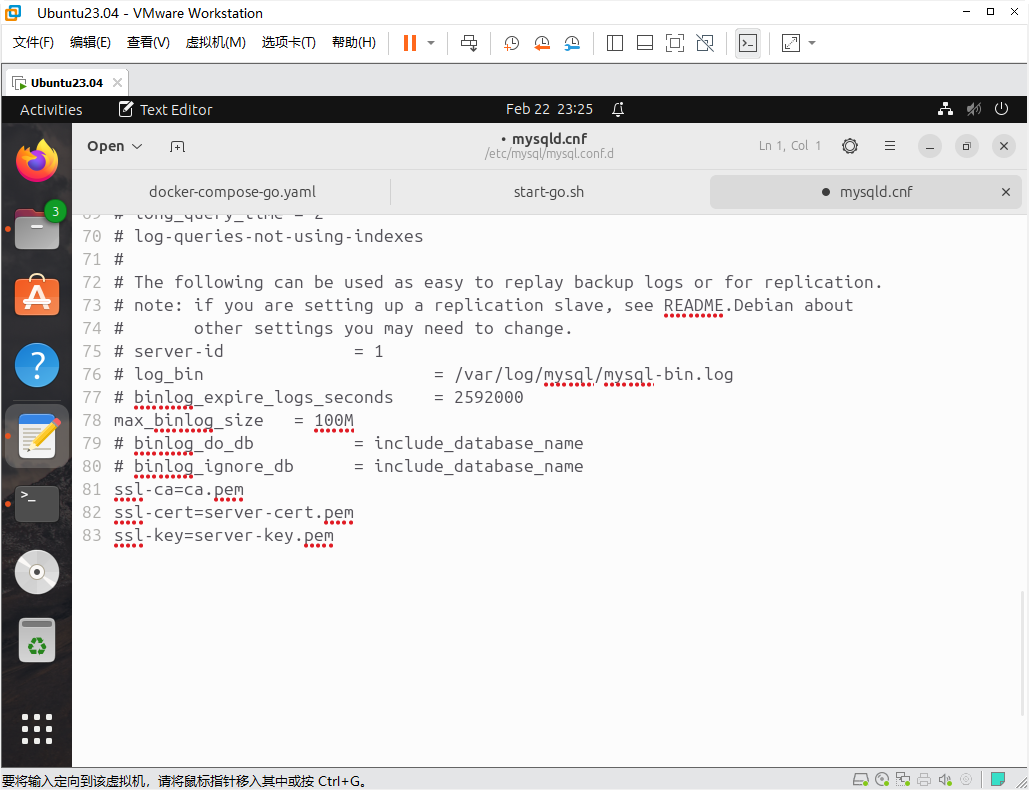 Ubuntu23.04 - VMware Workstation
文件(F) 编辑(E) 查看(V) 虚拟机(M) 选项卡(T) 帮助(H)
Ubuntu23.04
Activities Text Editor Feb 22 23:25
Open • mysqld.cnf Ln 1, Col 1
/etc/mysql/mysql.conf.d
docker-compose-go.yaml start-go.sh ● mysqld.cnf
3
69 # long_query_time = 2
70 # log-queries-not-using-indexes
71 #
72 # The following can be used as easy to replay backup logs or for replication.
73 # note: if you are setting up a replication slave, see README.Debian about
74 #       other settings you may need to change.
75 # server-id             = 1
76 # log_bin                       = /var/log/mysql/mysql-bin.log
77 # binlog_expire_logs_seconds    = 2592000
78 max_binlog_size   = 100M
79 # binlog_do_db          = include_database_name
80 # binlog_ignore_db      = include_database_name
81 ssl-ca=ca.pem
82 ssl-cert=server-cert.pem
83 ssl-key=server-key.pem
要将输入定向到该虚拟机，请将鼠标指针移入其中或按 Ctrl+G。